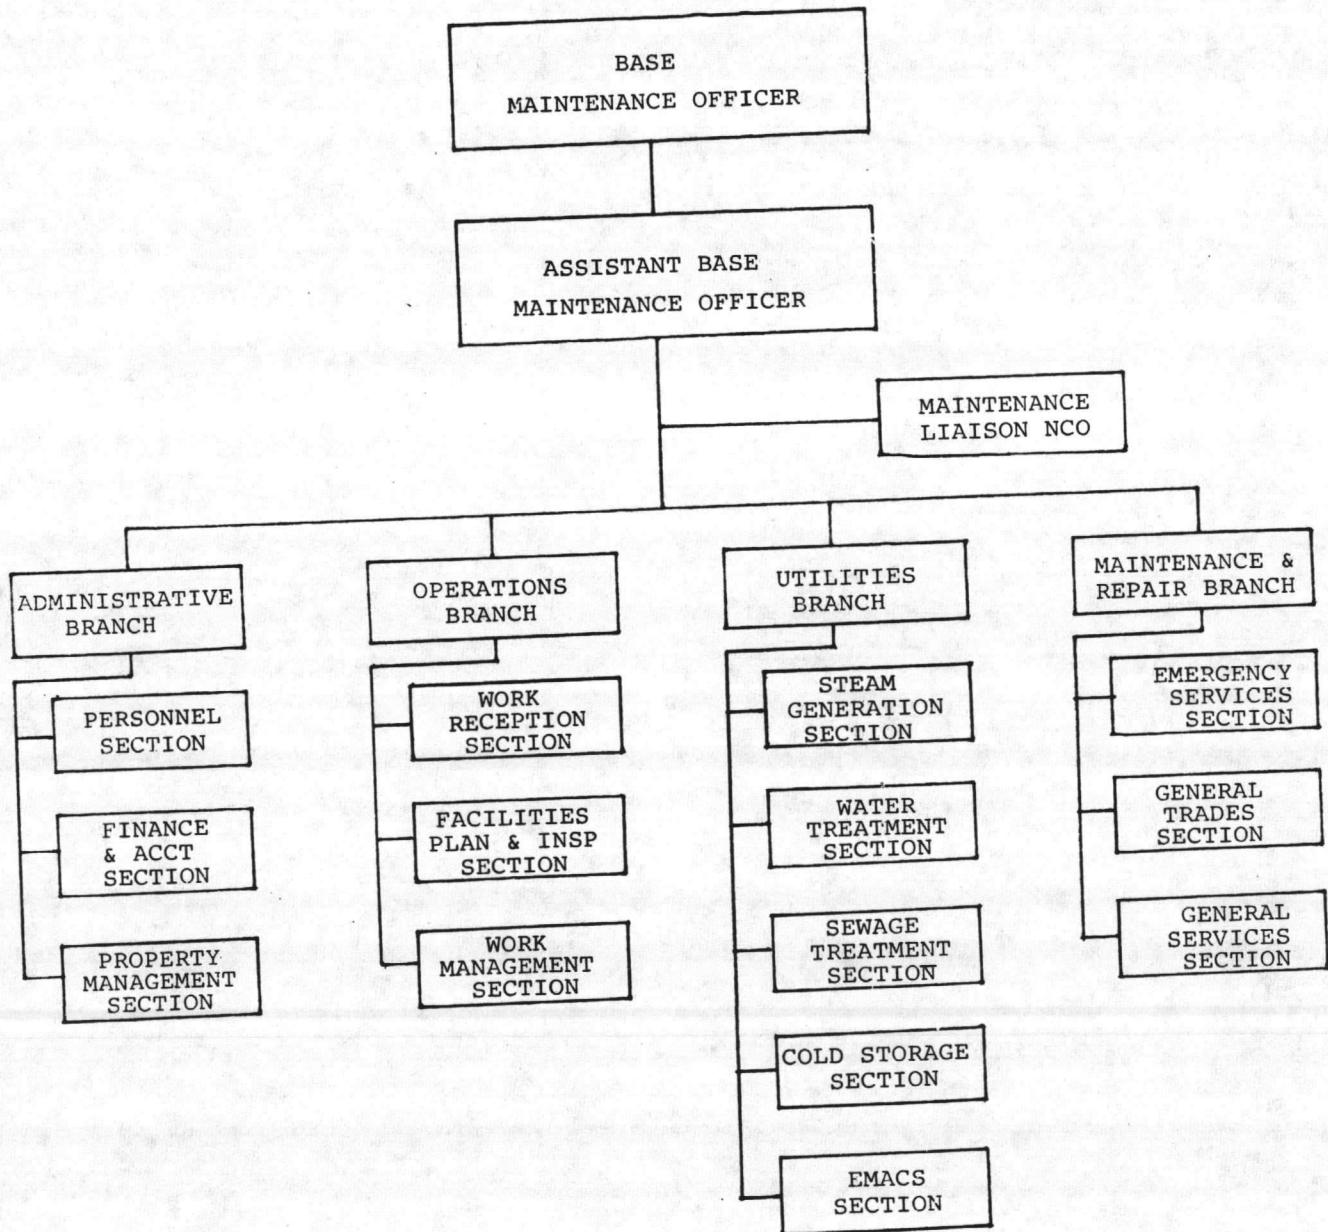 BASE
MAINTENANCE OFFICER
ASSISTANT BASE
MAINTENANCE OFFICER
MAINTENANCE
LIAISON NCO
ADMINISTRATIVE
BRANCH
PERSONNEL
SECTION
FINANCE
& ACCT
SECTION
PROPERTY
MANAGEMENT
SECTION
OPERATIONS
BRANCH
WORK
RECEPTION
SECTION
FACILITIES
PLAN & INSP
SECTION
WORK
MANAGEMENT
SECTION
UTILITIES
BRANCH
STEAM
GENERATION
SECTION
WATER
TREATMENT
SECTION
SEWAGE
TREATMENT
SECTION
COLD STORAGE
SECTION
EMACS
SECTION
MAINTENANCE &
REPAIR BRANCH
EMERGENCY
SERVICES
SECTION
GENERAL
TRADES
SECTION
GENERAL
SERVICES
SECTION